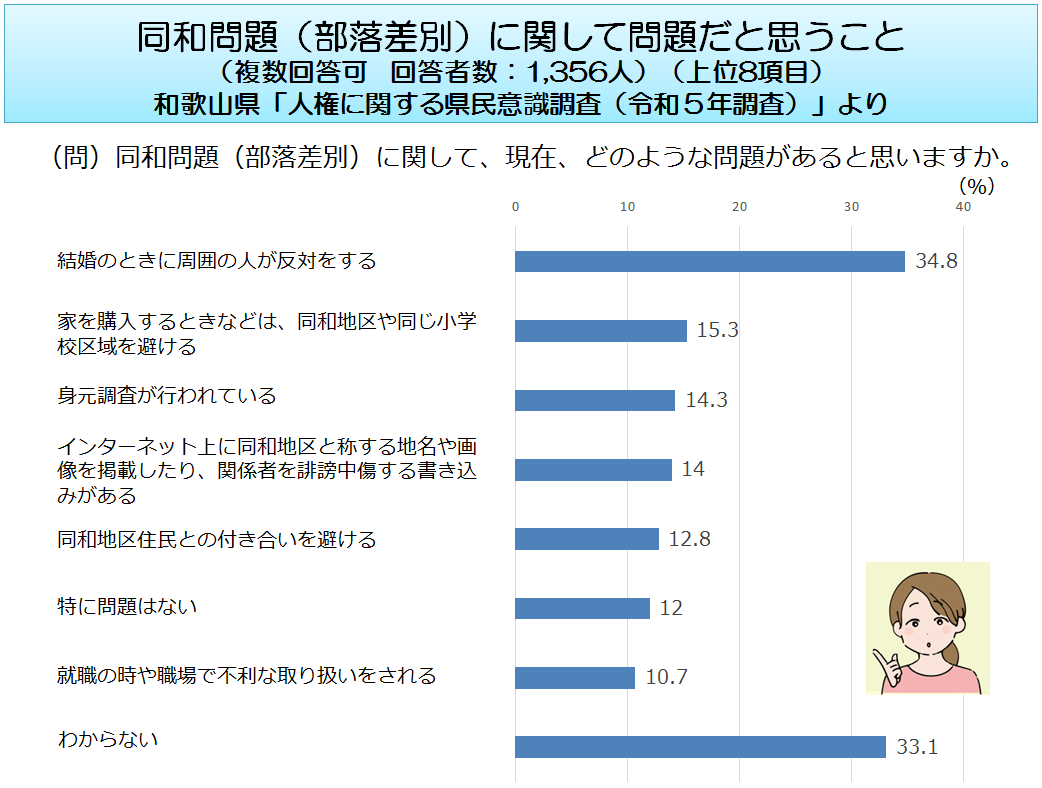 同和問題（部落差別）に関して問題だと思うこと
（複数回答可　回答者数：1,356人）（上位8項目）
和歌山県「人権に関する県民意識調査（令和５年調査）」より
（問）同和問題（部落差別）に関して、現在、どのような問題があると思いますか。
（%）
0 10 20 30 40
結婚のときに周囲の人が反対をする 34.8
家を購入するときなどは、同和地区や同じ小学
校区域を避ける
15.3
身元調査が行われている 14.3
インターネット上に同和地区と称する地名や画
像を掲載したり、関係者を誹謗中傷する書き込
みがある
14
同和地区住民との付き合いを避ける 12.8
特に問題はない 12
就職の時や職場で不利な取り扱いをされる 10.7
わからない 33.1